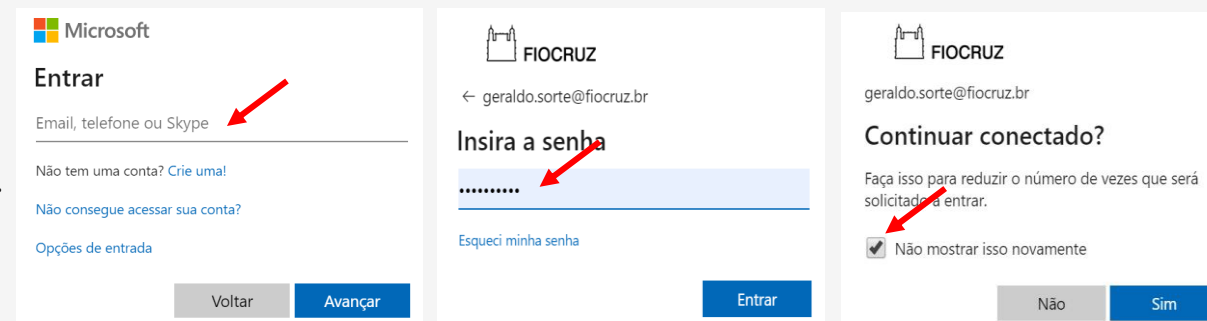 Microsoft
Entrar
Email, telefone ou Skype
Não tem uma conta? Crie uma!
Não consegue acessar sua conta?
Opções de entrada
Voltar
Avançar
FIOCRUZ
← geraldo.sorte@fiocruz.br
Insira a senha
••••••••••
Esqueci minha senha
Entrar
FIOCRUZ
geraldo.sorte@fiocruz.br
Continuar conectado?
Faça isso para reduzir o número de vezes que será
solicitado a entrar.
Não mostrar isso novamente
Não
Sim